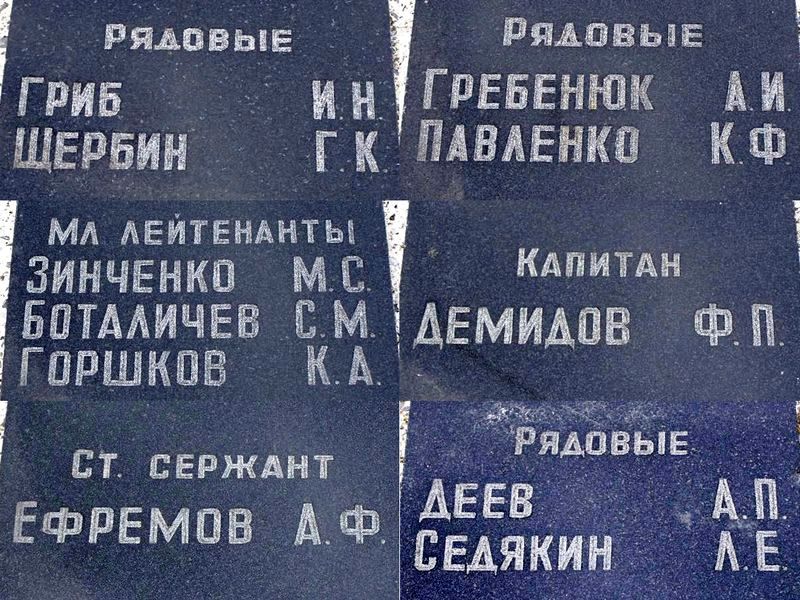 Рядовые
Гриб И. Н
Щербин Г. К.
Рядовые
Гребенюк А. И.
Павленко К. Ф
Мл лейтенанты
Зинченко М. С.
Боталичев С. М.
Горшков К. А.
Капитан
Демидов Ф. П.
Ст. сержант
Ефремов А. Ф.
Рядовые
Деев А. П.
Седякин Л. Е.